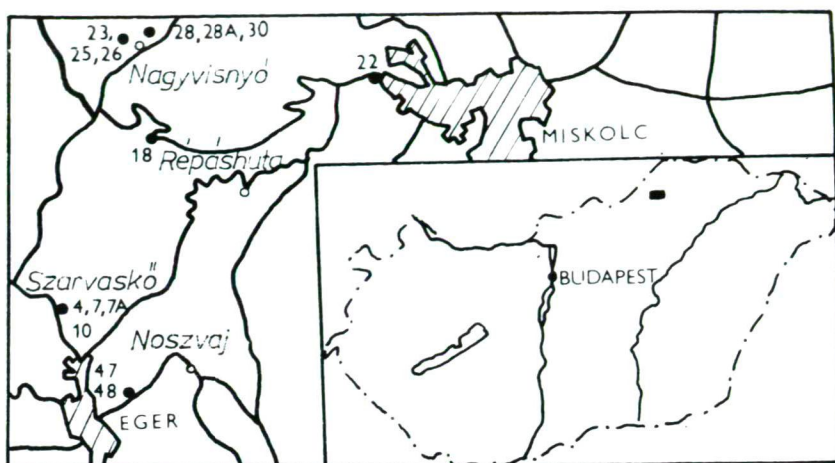 23,
28, 28A, 30
25, 26
Nagyvisnyó
22
MISKOLC
18
Répáshuta
BUDAPEST
Szarvaskő
4, 7, 7A
10
Noszvaj
47
48
EGER